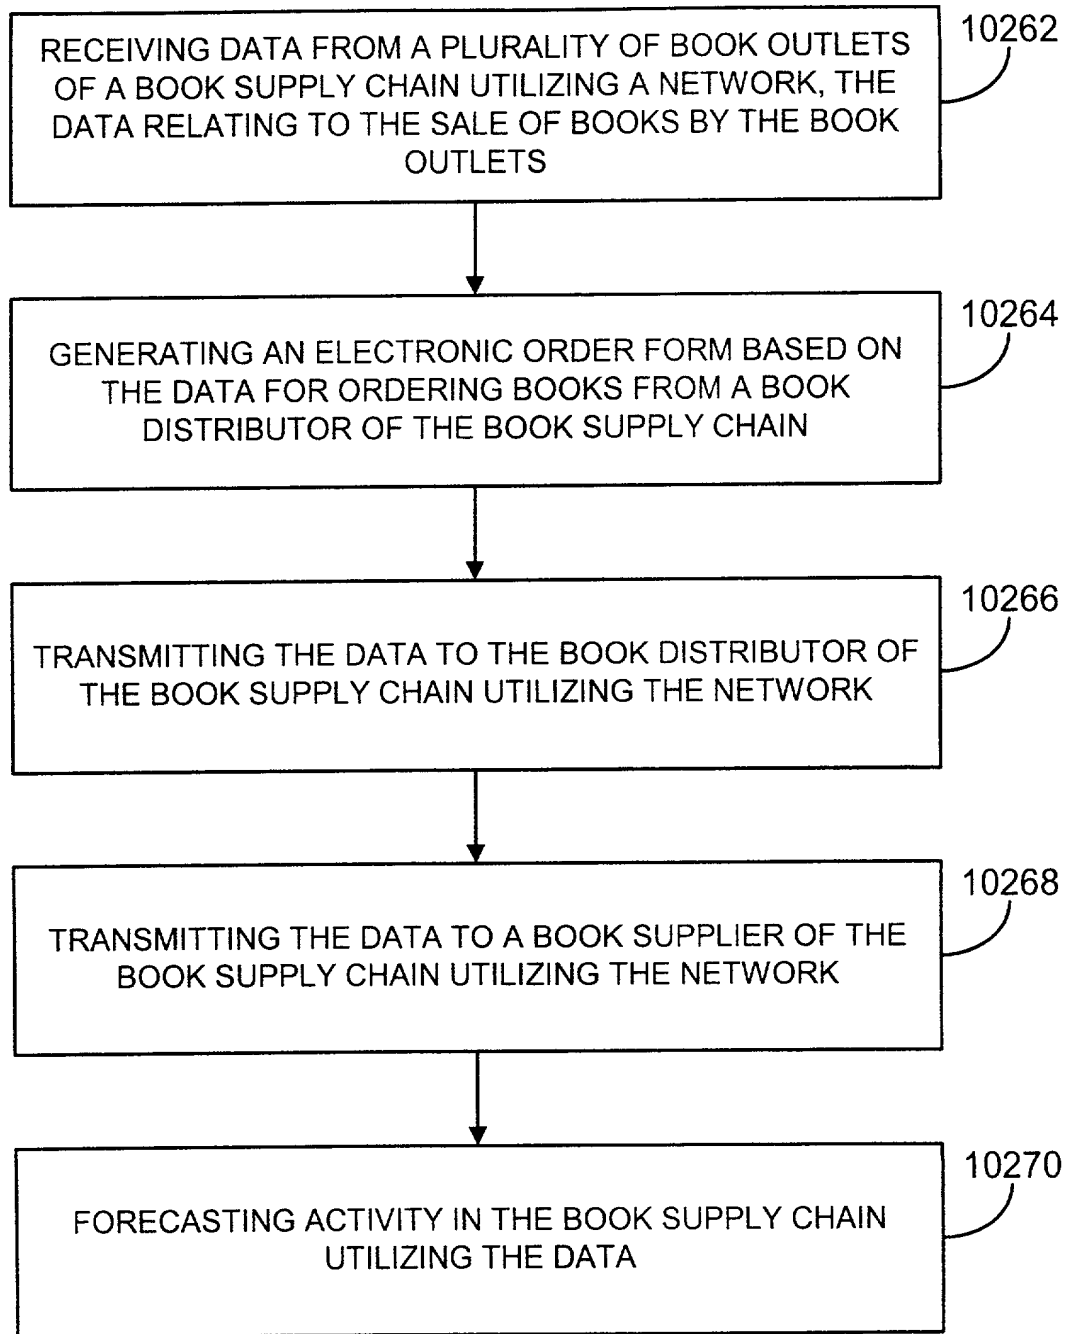 10262
RECEIVING DATA FROM A PLURALITY OF BOOK OUTLETS
OF A BOOK SUPPLY CHAIN UTILIZING A NETWORK, THE
DATA RELATING TO THE SALE OF BOOKS BY THE BOOK
OUTLETS
10264
GENERATING AN ELECTRONIC ORDER FORM BASED ON
THE DATA FOR ORDERING BOOKS FROM A BOOK
DISTRIBUTOR OF THE BOOK SUPPLY CHAIN
10266
TRANSMITTING THE DATA TO THE BOOK DISTRIBUTOR OF
THE BOOK SUPPLY CHAIN UTILIZING THE NETWORK
10268
TRANSMITTING THE DATA TO A BOOK SUPPLIER OF THE
BOOK SUPPLY CHAIN UTILIZING THE NETWORK
10270
FORECASTING ACTIVITY IN THE BOOK SUPPLY CHAIN
UTILIZING THE DATA